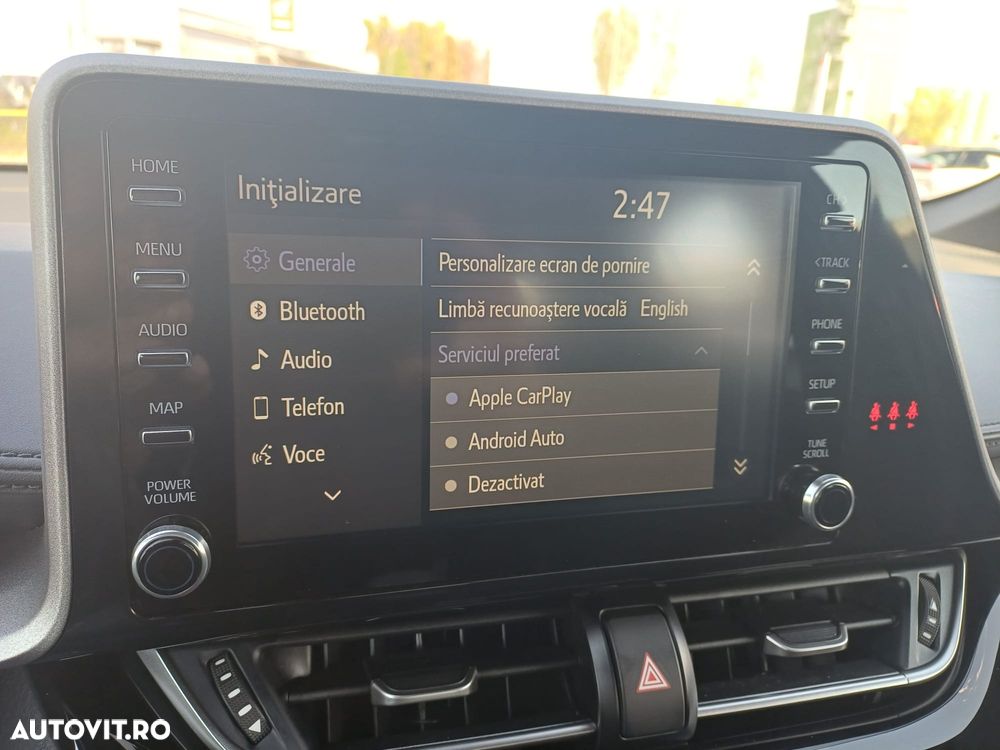 HOME
MENU
AUDIO
MAP
POWER
VOLUME
Iniţializare
2:47
Generale
Bluetooth
Audio
Telefon
Voce
Personalizare ecran de pornire
Limbă recunoaştere vocală English
Serviciul preferat
Apple CarPlay
Android Auto
Dezactivat
<TRACK
PHONE
SETUP
TUNE
SCROLL
AUTOVIT.RO